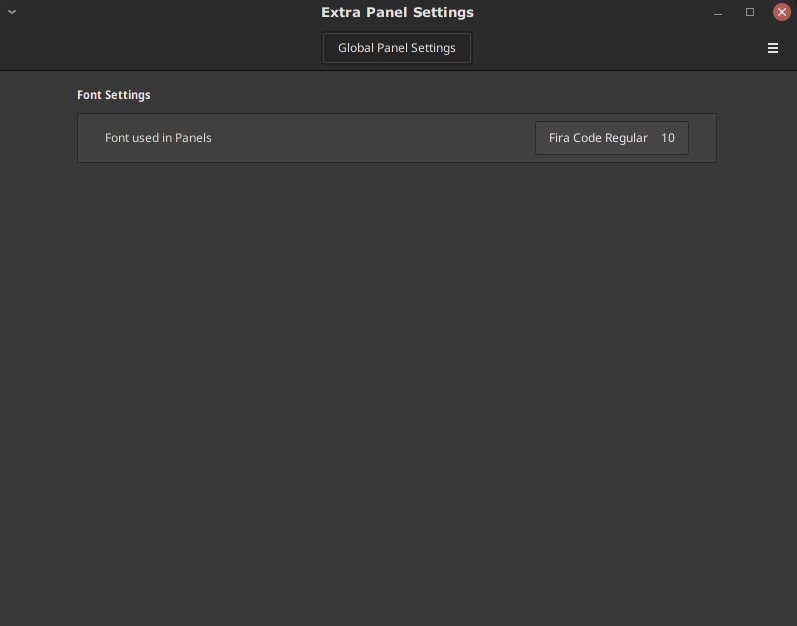 Extra Panel Settings
Global Panel Settings
Font Settings
Font used in Panels
Fira Code Regular 10